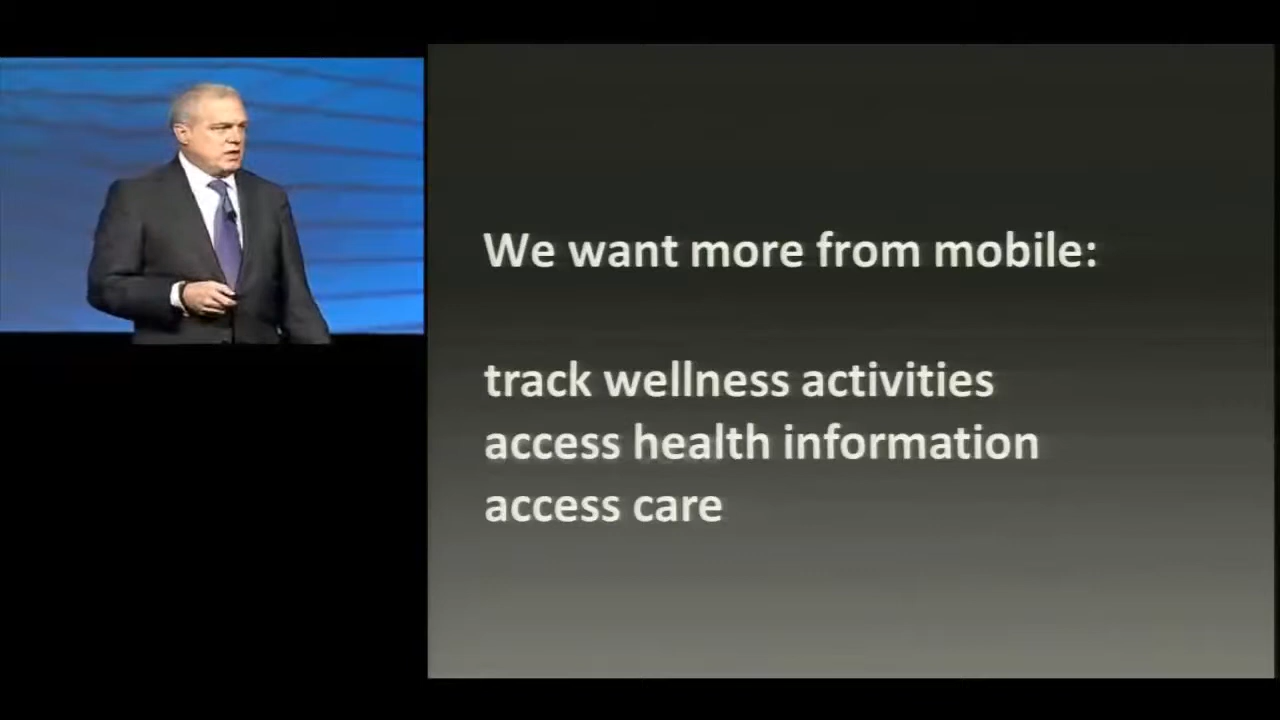 We want more from mobile:
track wellness activities
access health information
access care